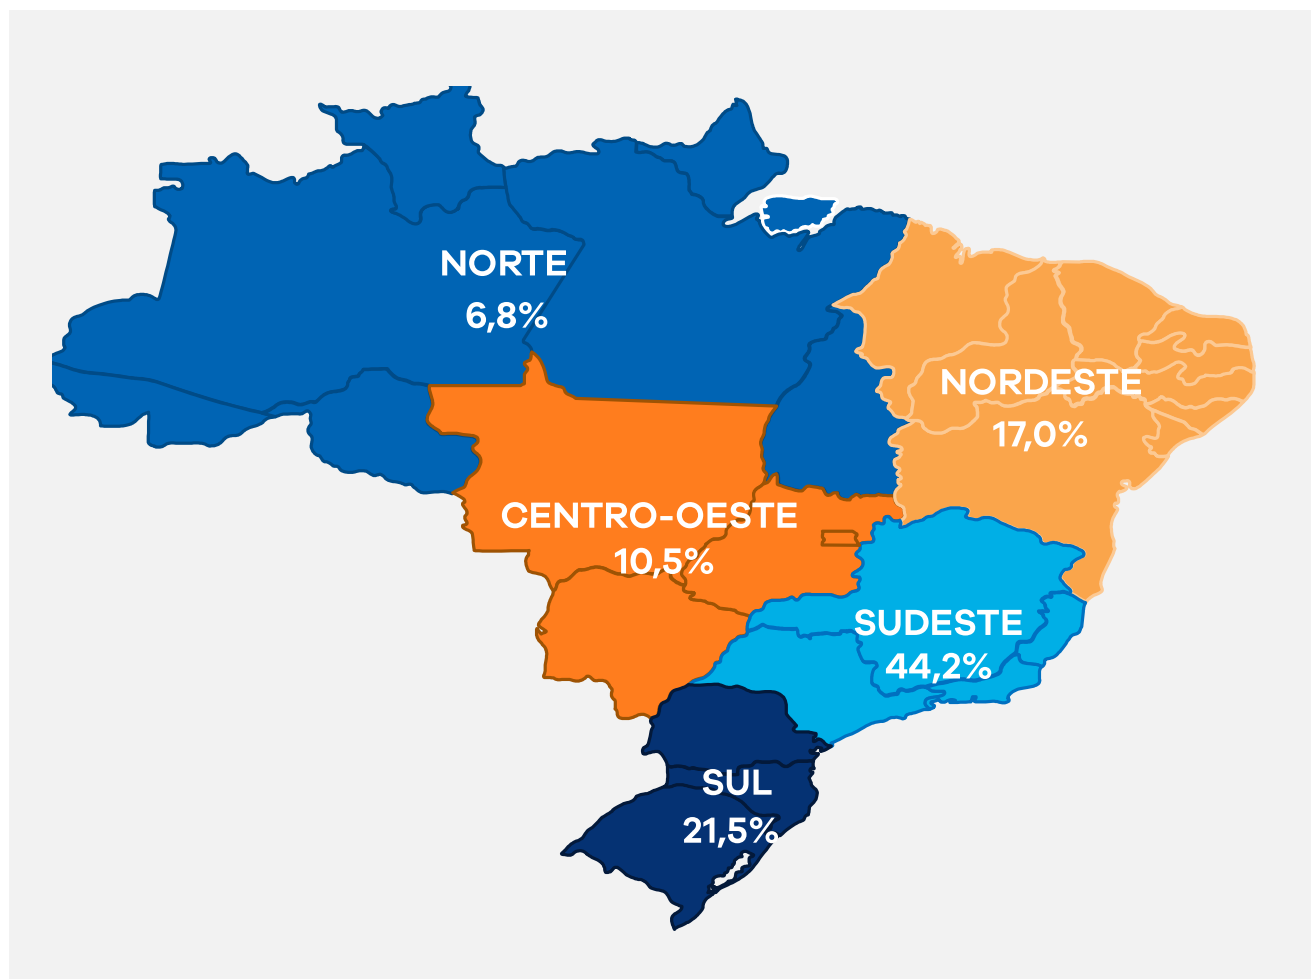 NORTE
6,8%
NORDESTE
17,0%
CENTRO-OESTE
10,5%
SUDESTE
44,2%
SUL
21,5%